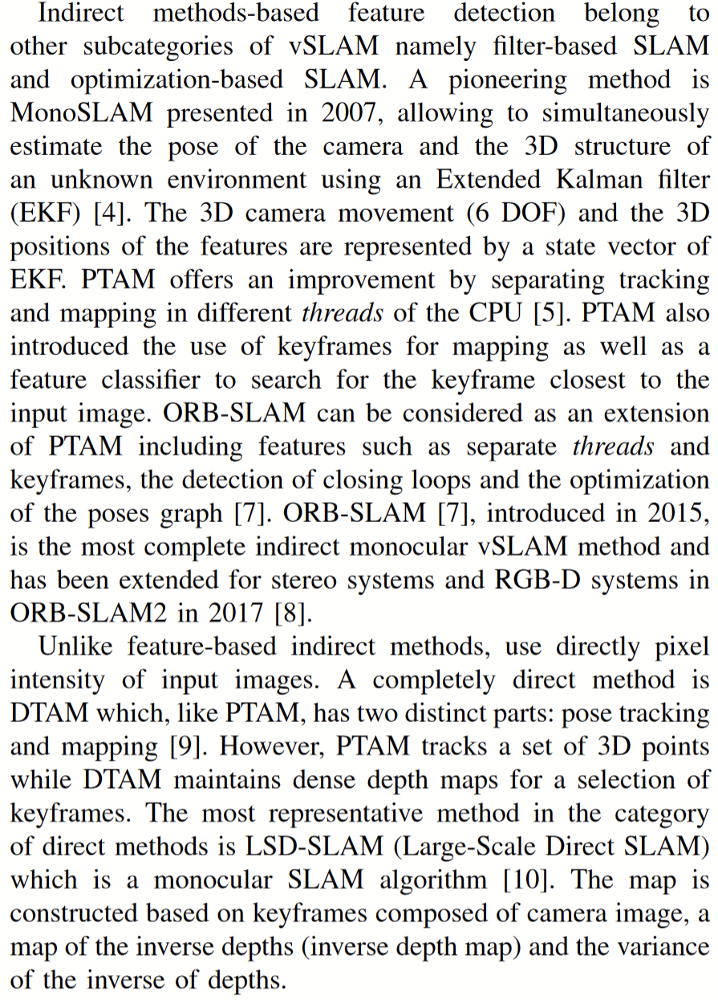 Indirect methods-based feature detection belong to
other subcategories of vSLAM namely filter-based SLAM
and optimization-based SLAM. A pioneering method is
MonoSLAM presented in 2007, allowing to simultaneously
estimate the pose of the camera and the 3D structure of
an unknown environment using an Extended Kalman filter
(EKF) [4]. The 3D camera movement (6 DOF) and the 3D
positions of the features are represented by a state vector of
EKF. PTAM offers an improvement by separating tracking
and mapping in different threads of the CPU [5]. PTAM also
introduced the use of keyframes for mapping as well as a
feature classifier to search for the keyframe closest to the
input image. ORB-SLAM can be considered as an extension
of PTAM including features such as separate threads and
keyframes, the detection of closing loops and the optimization
of the poses graph [7]. ORB-SLAM [7], introduced in 2015,
is the most complete indirect monocular vSLAM method and
has been extended for stereo systems and RGB-D systems in
ORB-SLAM2 in 2017 [8].
Unlike feature-based indirect methods, use directly pixel
intensity of input images. A completely direct method is
DTAM which, like PTAM, has two distinct parts: pose tracking
and mapping [9]. However, PTAM tracks a set of 3D points
while DTAM maintains dense depth maps for a selection of
keyframes. The most representative method in the category
of direct methods is LSD-SLAM (Large-Scale Direct SLAM)
which is a monocular SLAM algorithm [10]. The map is
constructed based on keyframes composed of camera image, a
map of the inverse depths (inverse depth map) and the variance
of the inverse of depths.